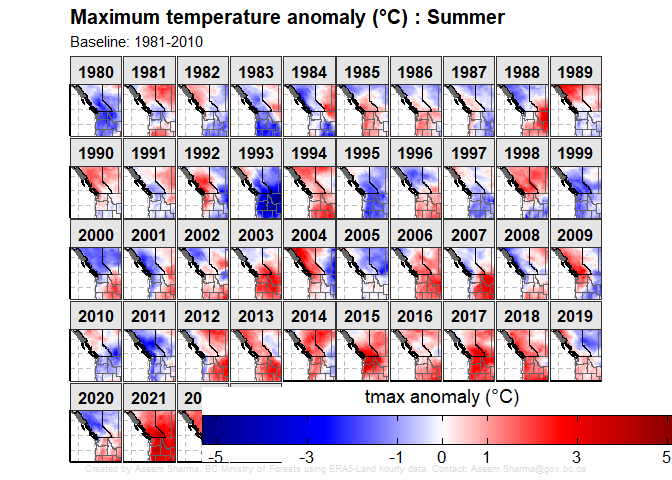 Maximum temperature anomaly (°C) : Summer
Baseline: 1981-2010
1980 1981 1982 1983 1984 1985 1986 1987 1988 1989
1990 1991 1992 1993 1994 1995 1996 1997 1998 1999
2000 2001 2002 2003 2004 2005 2006 2007 2008 2009
2010 2011 2012 2013 2014 2015 2016 2017 2018 2019
2020 2021
tmax anomaly (°C)
-5 -3 -1 0 1 3 5
Created by Aseem Sharma, BC Ministry of Forests using ERA5-Land hourly data. Contact: Aseem.Sharma@gov.bc.ca